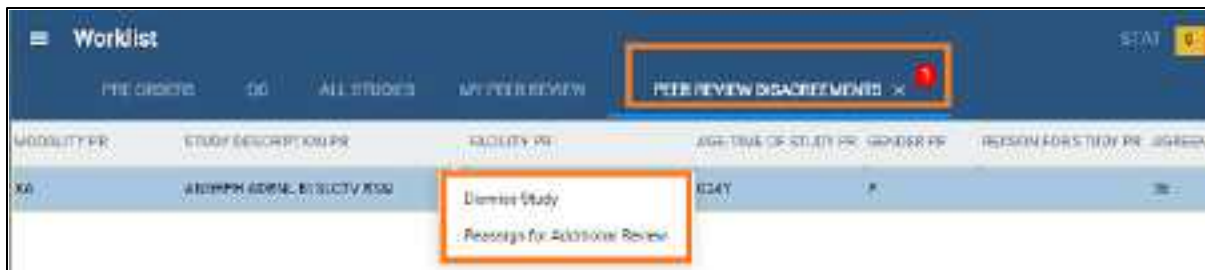 Worklist
STAT
PRE ORDERS QC ALL STUDIES MY PEER REVIEW PEER REVIEW DISAGREEMENTS × 1
MODALITY PR STUDY DESCRIPTION PR FACILITY PR AGE TIME OF STUDY PR GENDER PR REASON FOR STUDY PR
XA 034Y F
Dismiss Study
Reassign for Additional Review